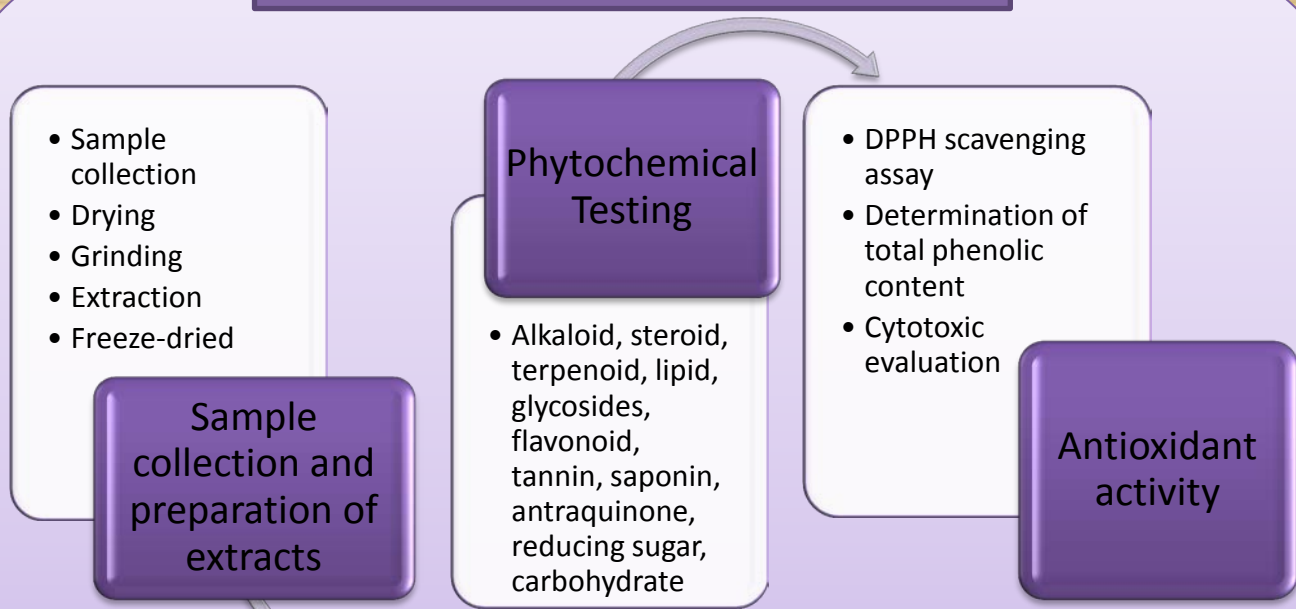 • Sample
collection
• Drying
• Grinding
• Extraction
• Freeze-dried
Sample
collection and
preparation of
extracts
Phytochemical
Testing
• Alkaloid, steroid,
terpenoid, lipid,
glycosides,
flavonoid,
tannin, saponin,
antraquinone,
reducing sugar,
carbohydrate
• DPPH scavenging
assay
• Determination of
total phenolic
content
• Cytotoxic
evaluation
Antioxidant
activity